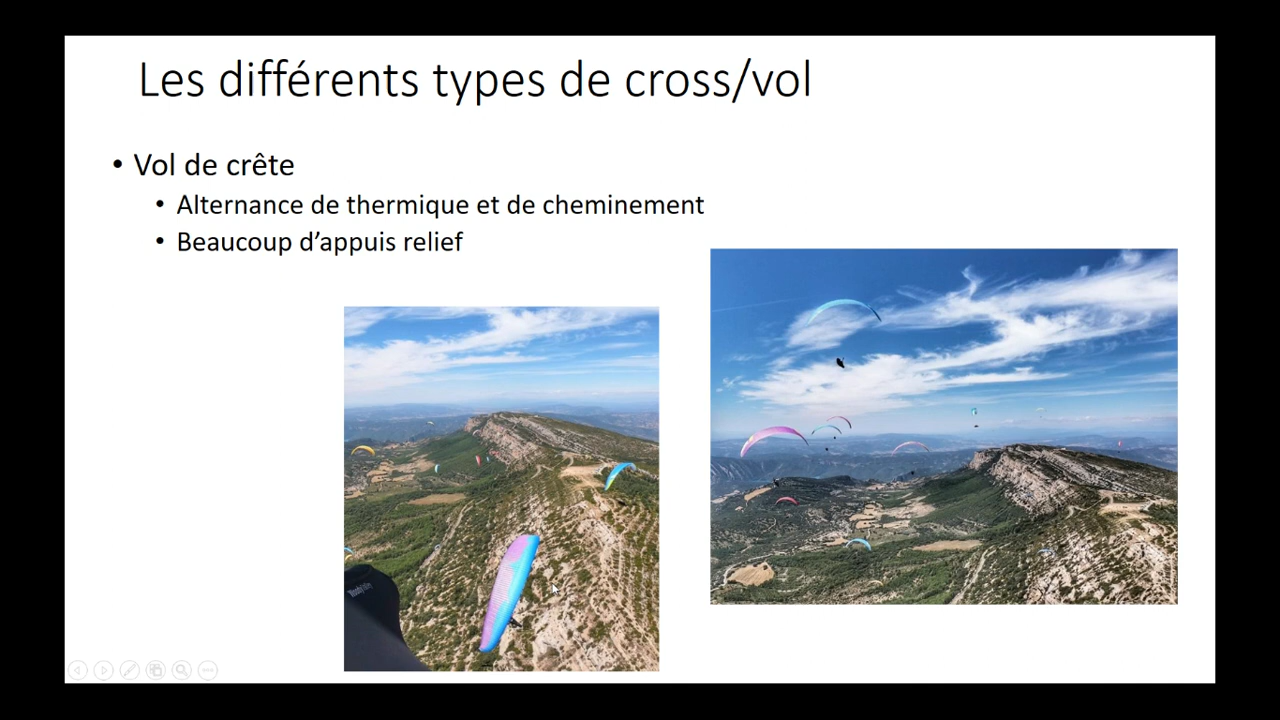 Les différents types de cross/vol
• Vol de crête
• Alternance de thermique et de cheminement
• Beaucoup d’appuis relief